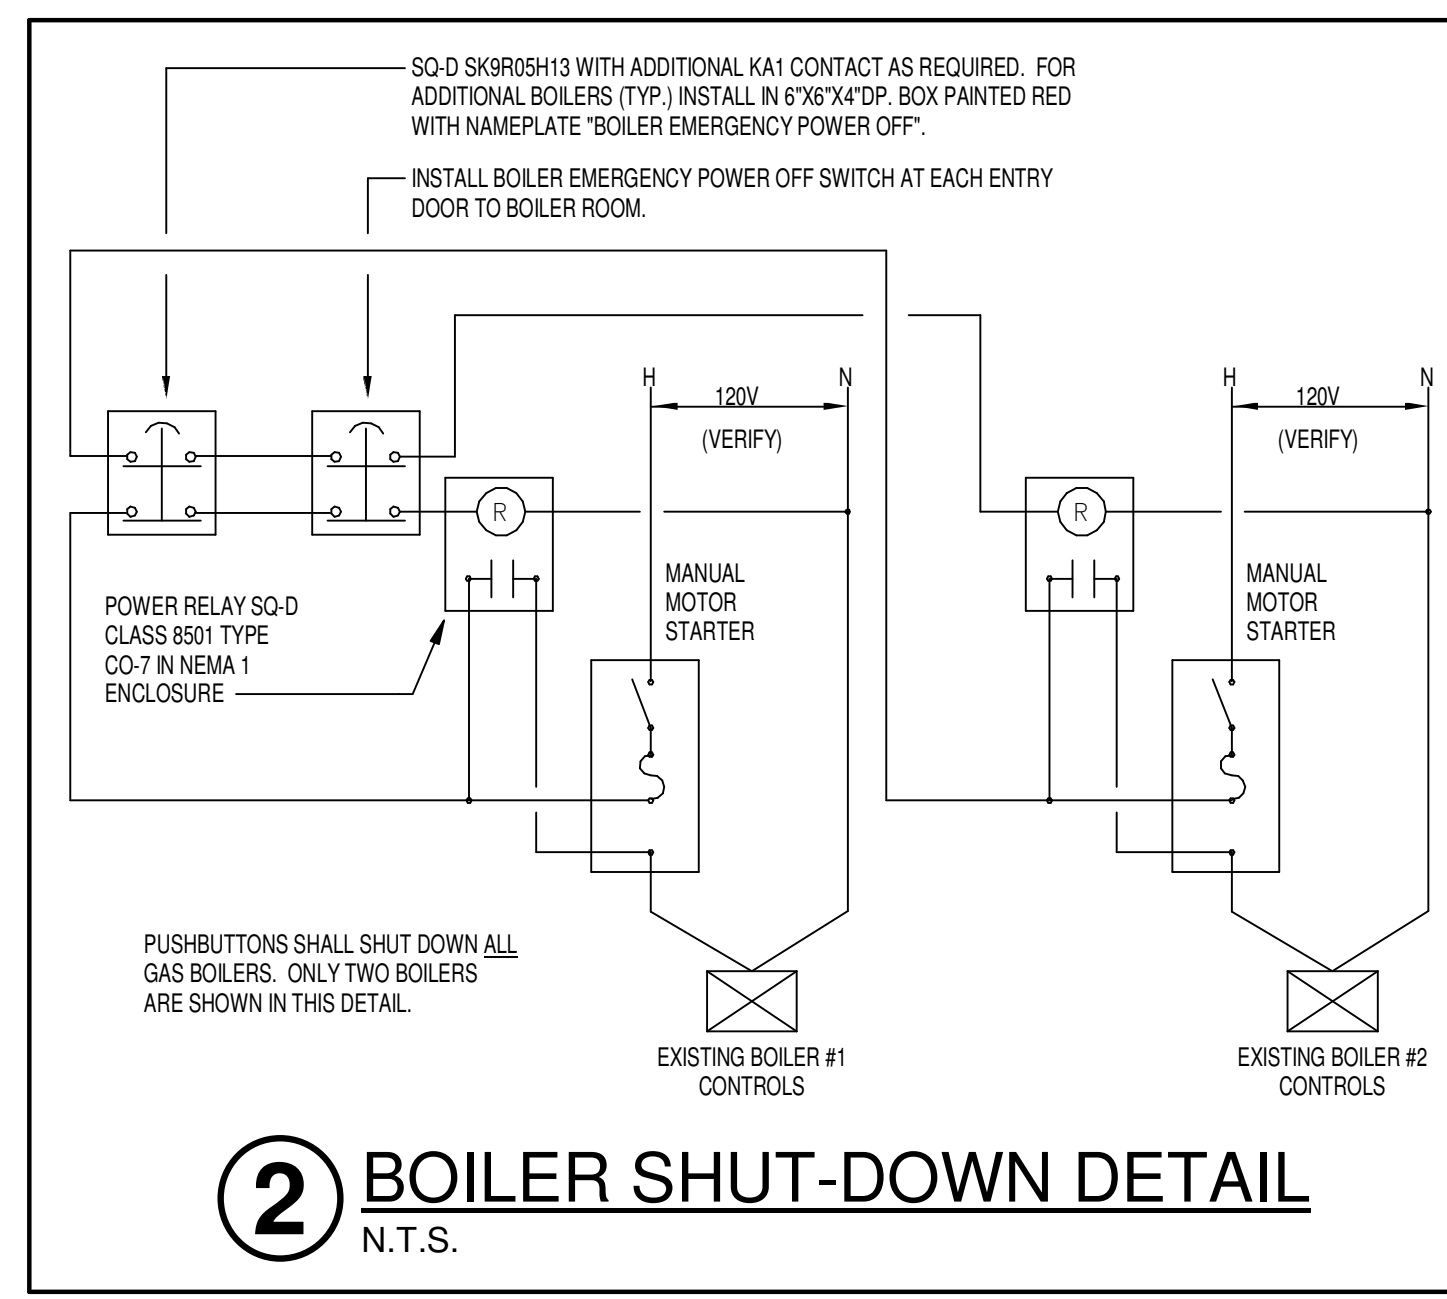 SQ-D SK9R05H13 WITH ADDITIONAL KA1 CONTACT AS REQUIRED.  FOR
ADDITIONAL BOILERS (TYP.) INSTALL IN 6"X6"X4"DP. BOX PAINTED RED
WITH NAMEPLATE "BOILER EMERGENCY POWER OFF".
INSTALL BOILER EMERGENCY POWER OFF SWITCH AT EACH ENTRY
DOOR TO BOILER ROOM.
H
120V
N
(VERIFY)
H
120V
N
(VERIFY)
R
R
POWER RELAY SQ-D
CLASS 8501 TYPE
CO-7 IN NEMA 1
ENCLOSURE
MANUAL
MOTOR
STARTER
MANUAL
MOTOR
STARTER
PUSHBUTTONS SHALL SHUT DOWN ALL
GAS BOILERS.  ONLY TWO BOILERS
ARE SHOWN IN THIS DETAIL.
EXISTING BOILER #1
CONTROLS
EXISTING BOILER #2
CONTROLS
2
BOILER SHUT-DOWN DETAIL
N.T.S.